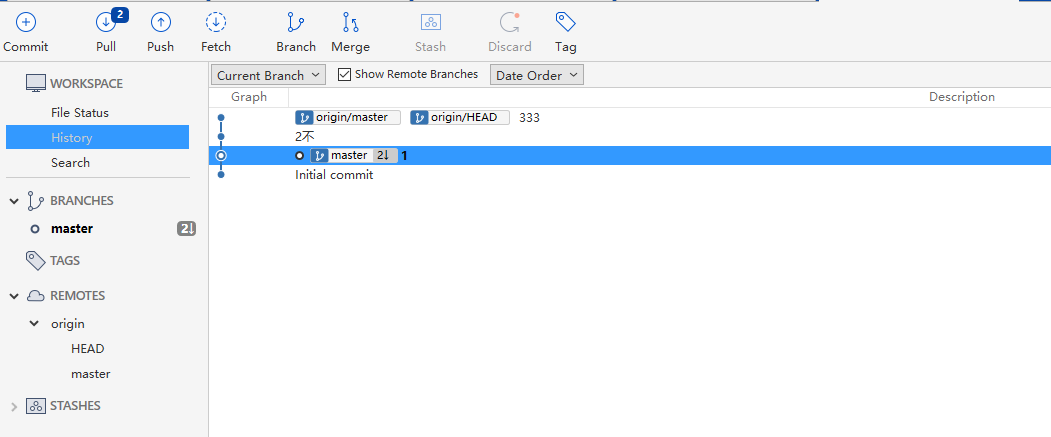 2
Commit Pull Push Fetch Branch Merge Stash Discard Tag
WORKSPACE
File Status
History
Search
BRANCHES
master 2↓
TAGS
REMOTES
origin
HEAD
master
STASHES
Current Branch Show Remote Branches Date Order
Graph Description
origin/master origin/HEAD 333
2不
master 2↓ 1
Initial commit